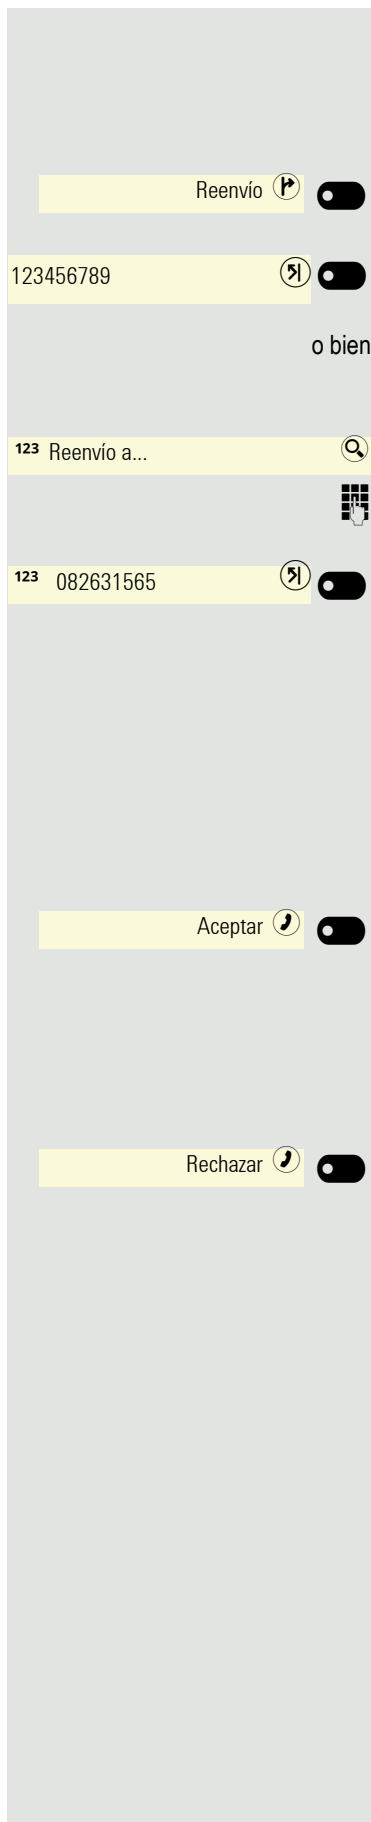 Reenvío
123456789
o bien
123 Reenvío a...
123 082631565
Aceptar
Rechazar